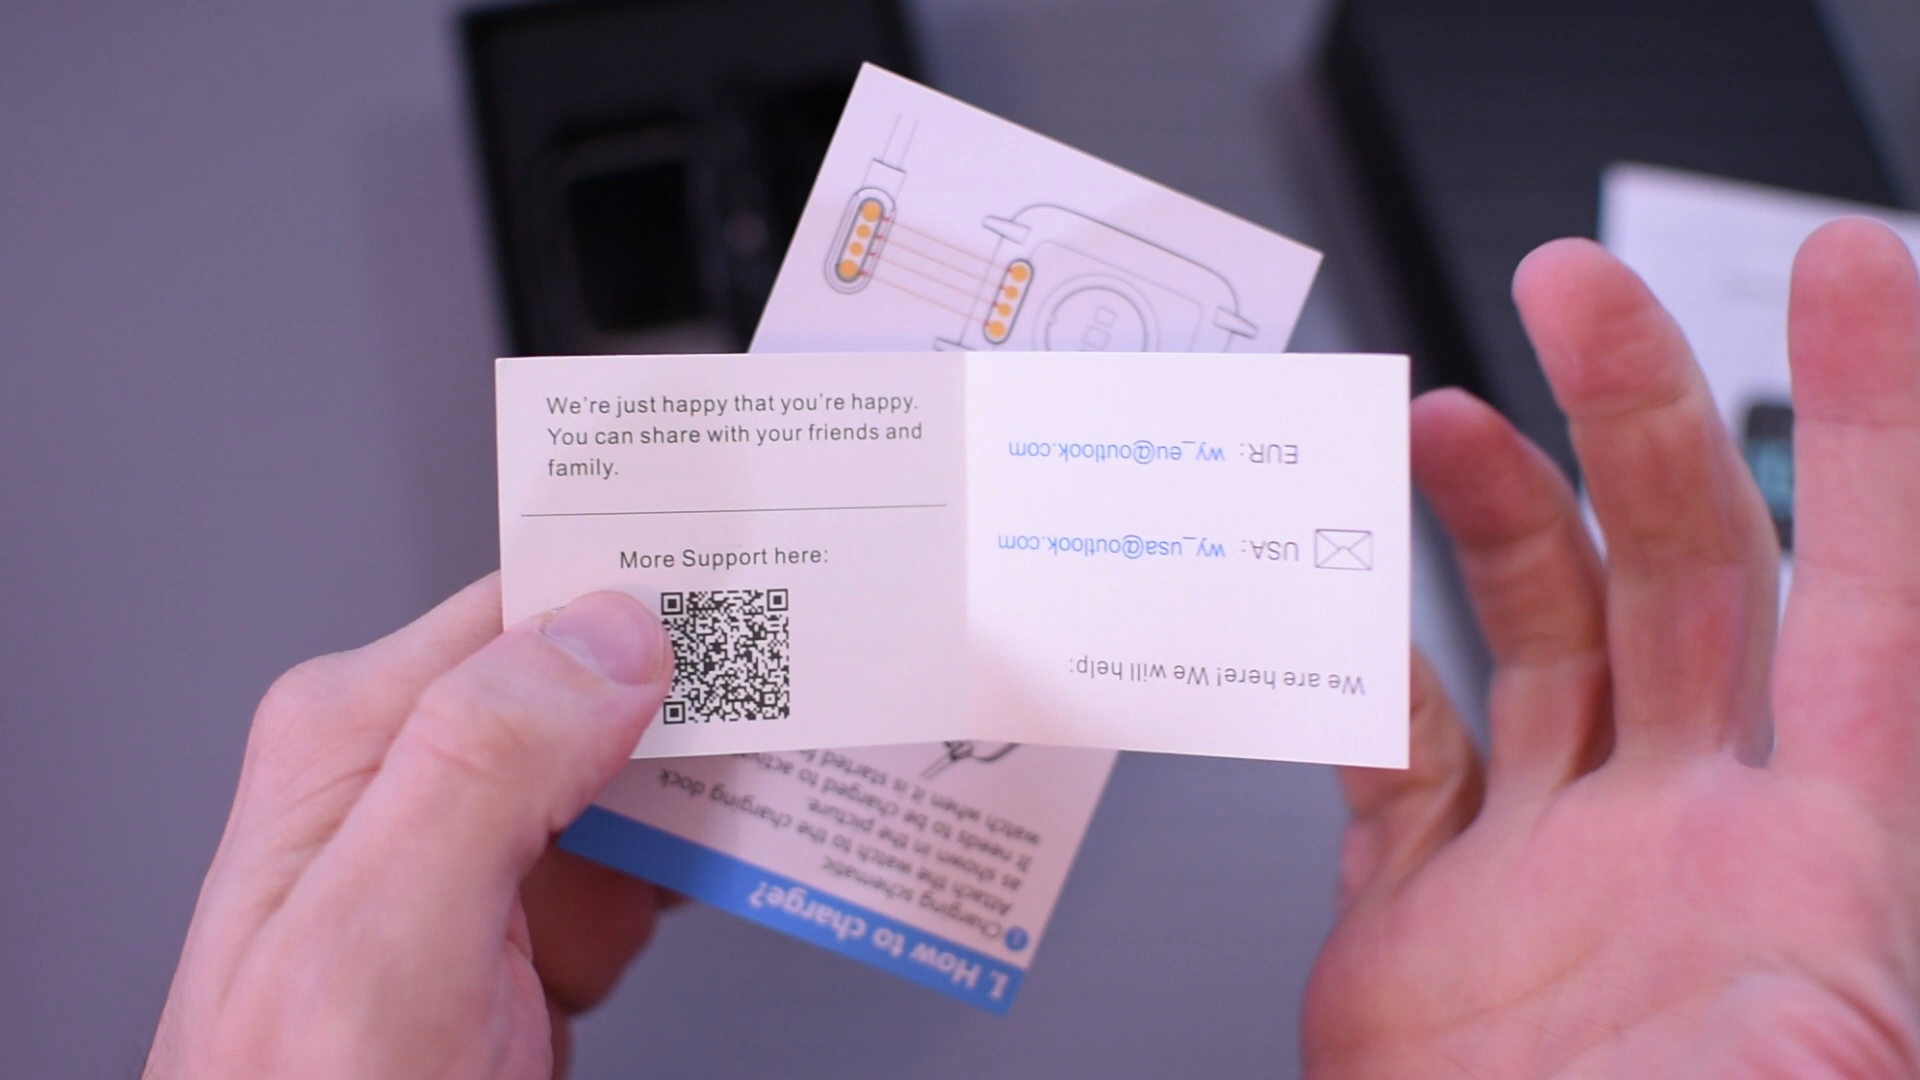 We're just happy that you're happy.
You can share with your friends and
family.
More Support here:
We are here! We will help:
USA: wy_usa@outlook.com
EUR: wy_eu@outlook.com
1. How to charge?
1 Charging schematic
Attach the watch to the charging dock
as shown in the picture.
It needs to be charged to
watch when it is started